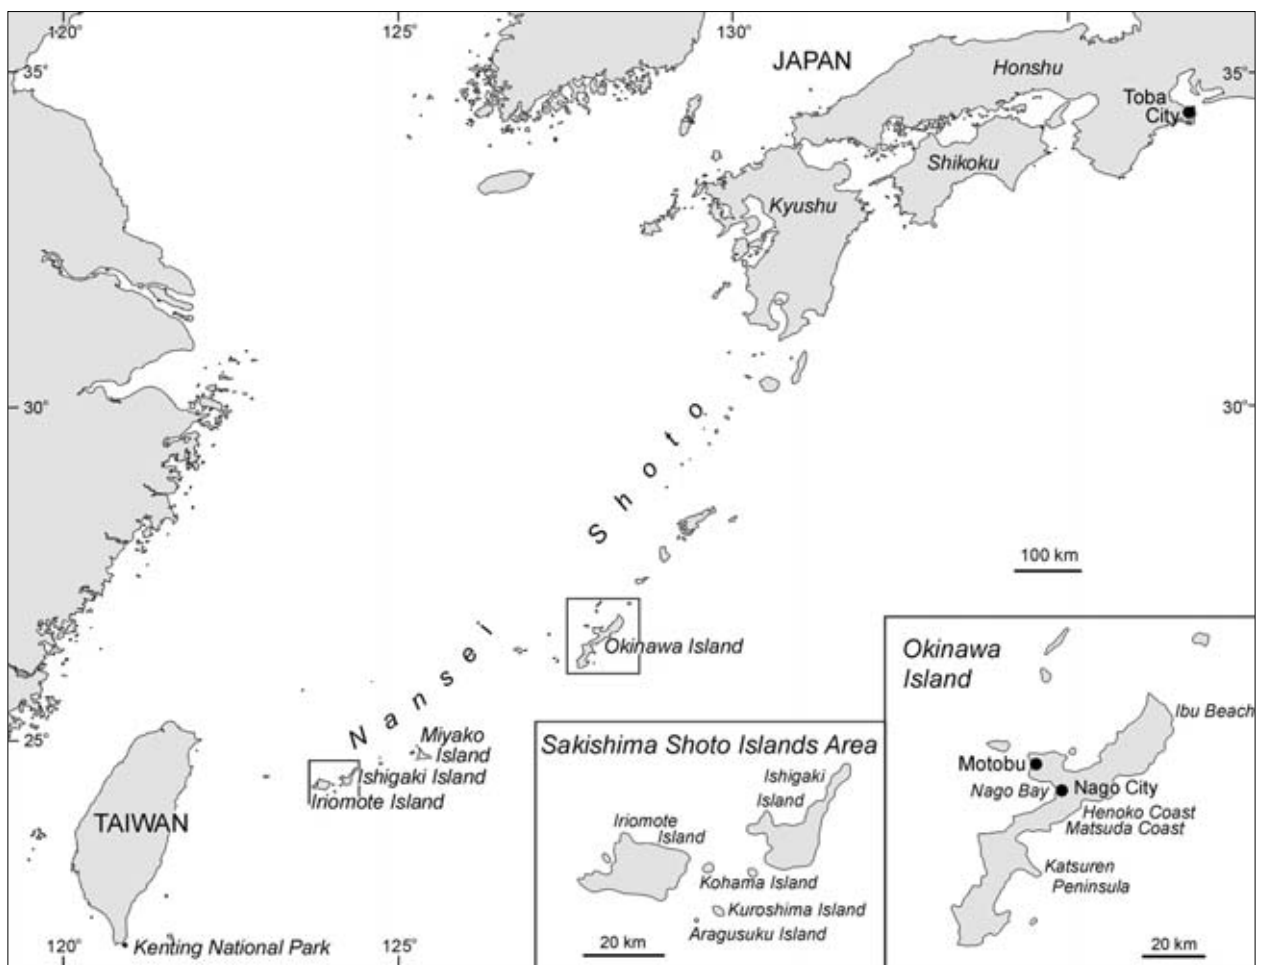 120°
125°
130°
35°
35°
JAPAN
Honshu
Toba
City
Shikoku
Kyushu
30°
30°
Nansei Shoto
100 km
Okinawa Island
25°
Miyako
Island
Ishigaki Island
Iriomote Island
TAIWAN
120°
Kenting National Park
125°
Sakishima Shoto Islands Area
Ishigaki
Island
Iriomote
Island
Kohama Island
Kuroshima Island
Aragusuku Island
20 km
Okinawa
Island
Ibu Beach
Motobu
Nago Bay
Nago City
Henoko Coast
Matsuda Coast
Katsuren
Peninsula
20 km